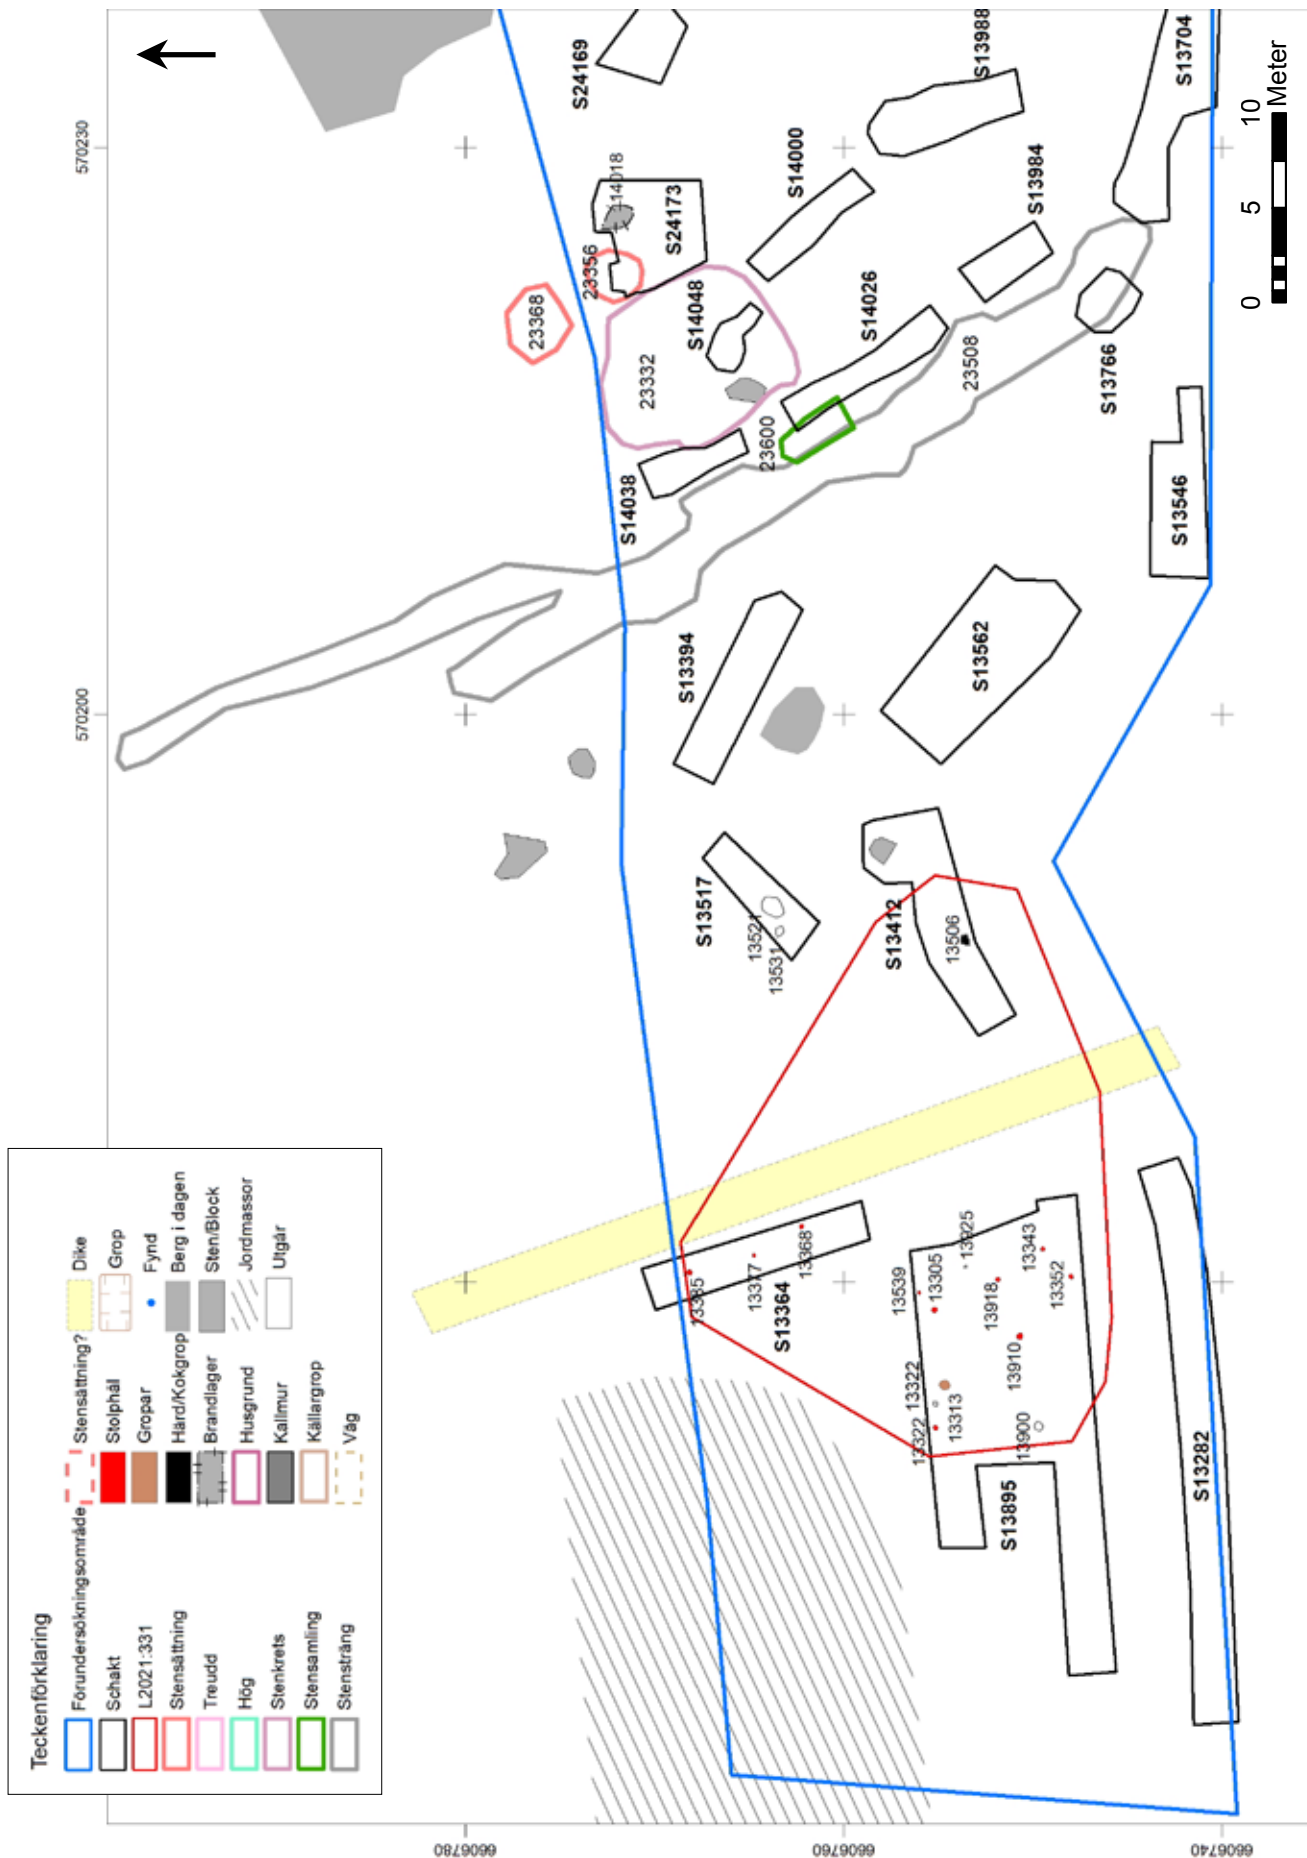 Teckenförklaring
Förundersökningsområde
Schakt
L2021:331
Stensättning
Treudd
Hög
Stenkrets
Stensamling
Stensträng
Stensättning?
Stolphål
Gropar
Härd/Kokgrop
Brandlager
Husgrund
Kallmur
Källargrop
Väg
Dike
Grop
Fynd
Berg i dagen
Sten/Block
Jordmassor
Utgår
570230
570200
6606780
6606760
6606740
0 5 10 Meter
S24169
S13988
S13704
S14000
S13984
14018
S24173
23356
23368
S14048
23332
S14026
23508
S13766
23600
S14038
S13546
S13394
S13562
S13517
13521
13531
S13412
13506
13385
13377
13368
S13364
13539
13305
13925
13918
13343
13352
13910
13322
13322
13313
13900
S13895
S13282